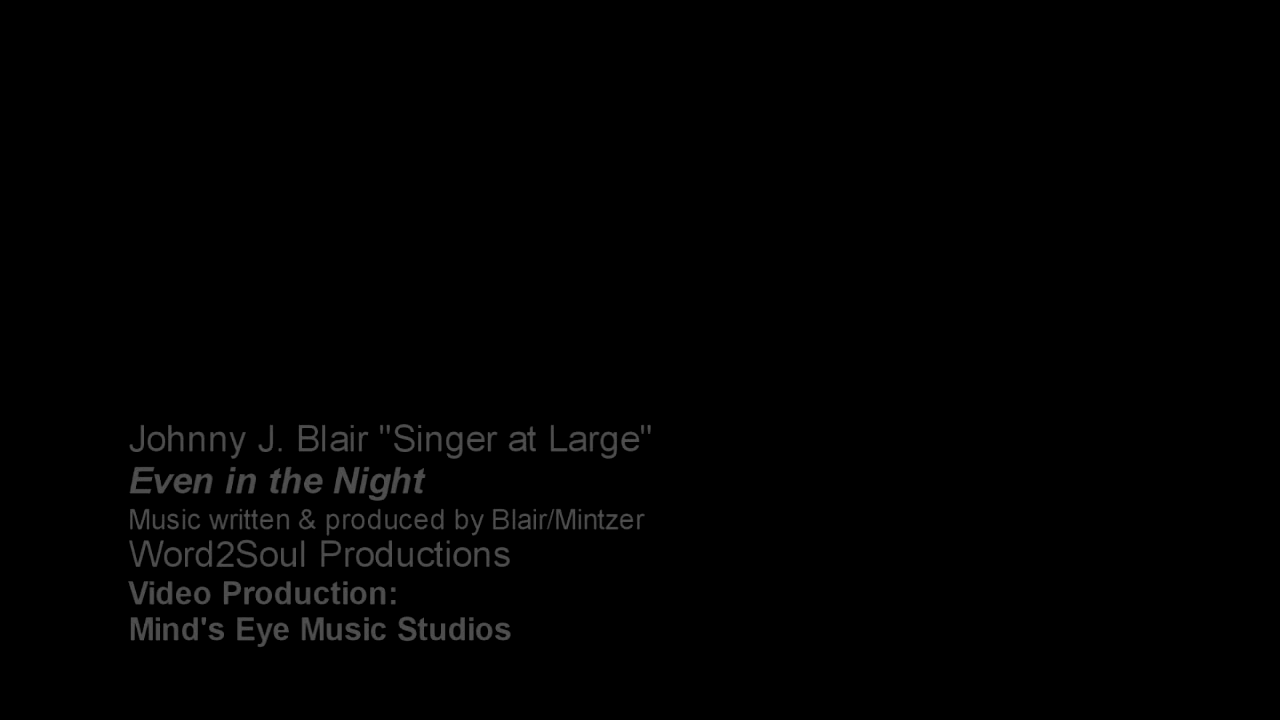 Johnny J. Blair "Singer at Large"
Even in the Night
Music written & produced by Blair/Mintzer
Word2Soul Productions
Video Production:
Mind's Eye Music Studios